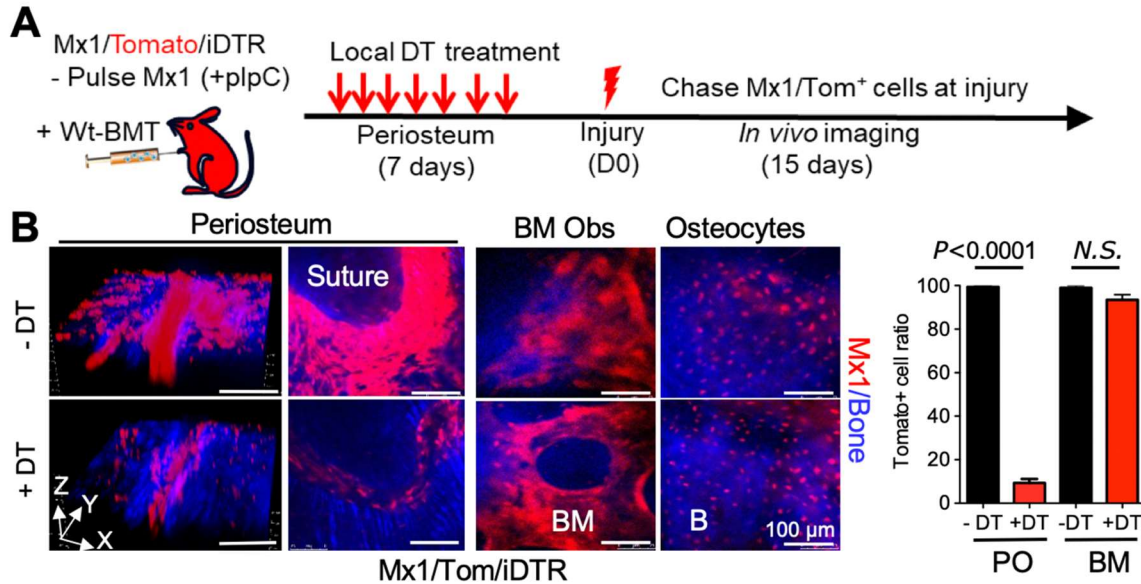 A
Mx1/Tomato/iDTR
- Pulse Mx1 (+pIpC)
+ Wt-BMT
Local DT treatment
Periosteum
(7 days)
Injury
(D0)
Chase Mx1/Tom+ cells at injury
In vivo imaging
(15 days)
B
Periosteum
BM Obs
Osteocytes
- DT
+ DT
Suture
BM
B
100 µm
Z
Y
X
Mx1/Bone
Mx1/Tom/iDTR
P<0.0001
N.S.
Tomato+ cell ratio
100
80
60
40
20
0
- DT
+DT
-DT
+DT
PO
BM